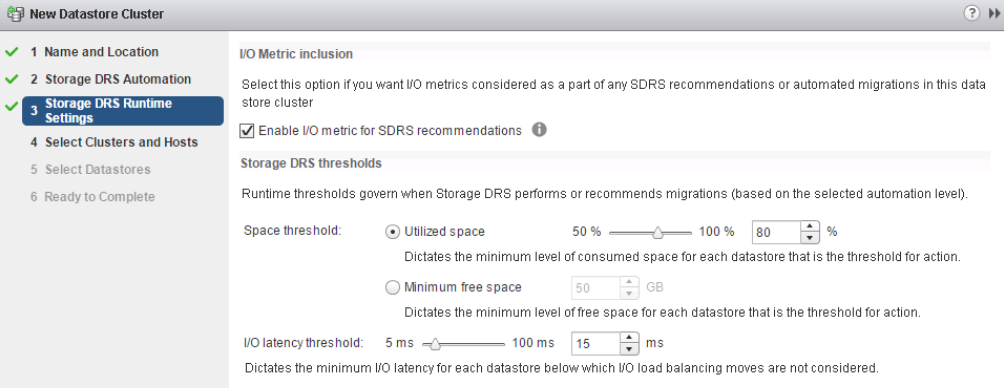 New Datastore Cluster
1 Name and Location
2 Storage DRS Automation
3 Storage DRS Runtime
Settings
4 Select Clusters and Hosts
5 Select Datastores
6 Ready to Complete
I/O Metric inclusion
Select this option if you want I/O metrics considered as a part of any SDRS recommendations or automated migrations in this data
store cluster
Enable I/O metric for SDRS recommendations
Storage DRS thresholds
Runtime thresholds govern when Storage DRS performs or recommends migrations (based on the selected automation level).
Space threshold: Utilized space 50 % 100 % 80 %
Dictates the minimum level of consumed space for each datastore that is the threshold for action.
Minimum free space 50 GB
Dictates the minimum level of free space for each datastore that is the threshold for action.
I/O latency threshold: 5 ms 100 ms 15 ms
Dictates the minimum I/O latency for each datastore below which I/O load balancing moves are not considered.